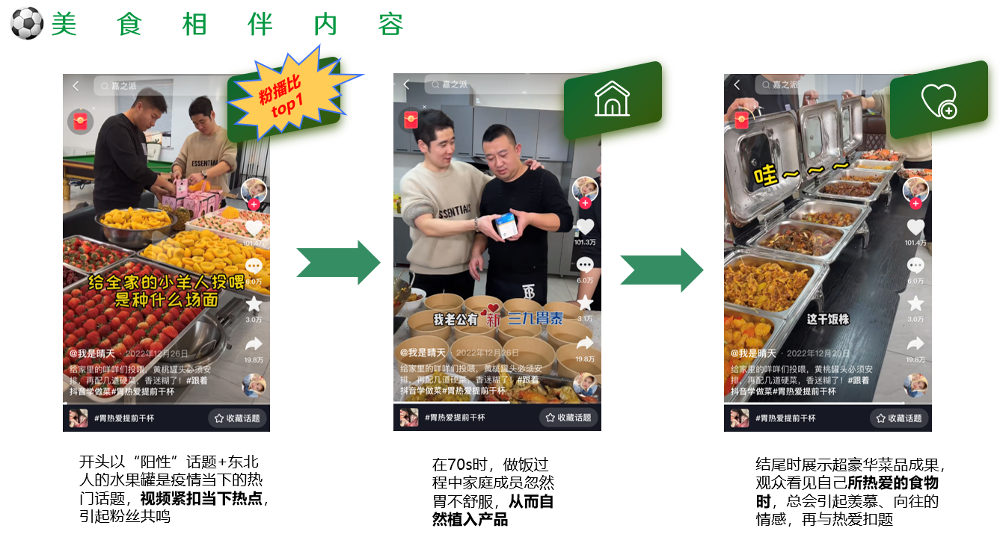 美食相伴内容
粉播比
top1
嘉之派
ESSENTIALS
101.4万
6.0万
给全家的小羊人投喂
是种什么场面
3.0万
@我是晴天 · 2022年12月26日
19.8万
给家里的咩咩们投喂，黄桃罐头必须安
排，再配几道硬菜，香迷糊了！#跟着
抖音学做菜#胃热爱提前干杯
#胃热爱提前干杯
收藏话题
开头以“阳性”话题+东北
人的水果罐是疫情当下的热
门话题，视频紧扣当下热点，
引起粉丝共鸣
嘉之派
ESSENTIALS
101.3万
6.0万
3.1万
我老公有新 三九胃泰
@我是晴天 · 2022年12月26日
19.8万
给家里的咩咩们投喂，黄桃罐头必须安
排，再配几道硬菜，香迷糊了！#跟着
抖音学做菜#胃热爱提前干杯
#胃热爱提前干杯
收藏话题
在70s时，做饭过
程中家庭成员忽然
胃不舒服，从而自
然植入产品
嘉之派
哇~~~
101.4万
6.0万
3.0万
这干饭株
@我是晴天 · 2022年12月26日
19.8万
给家里的咩咩们投喂，黄桃罐头必须安
排，再配几道硬菜，香迷糊了！#跟着
抖音学做菜#胃热爱提前干杯
#胃热爱提前干杯
收藏话题
结尾时展示超豪华菜品成果，
观众看见自己所热爱的食物
时，总会引起羡慕、向往的
情感，再与热爱扣题